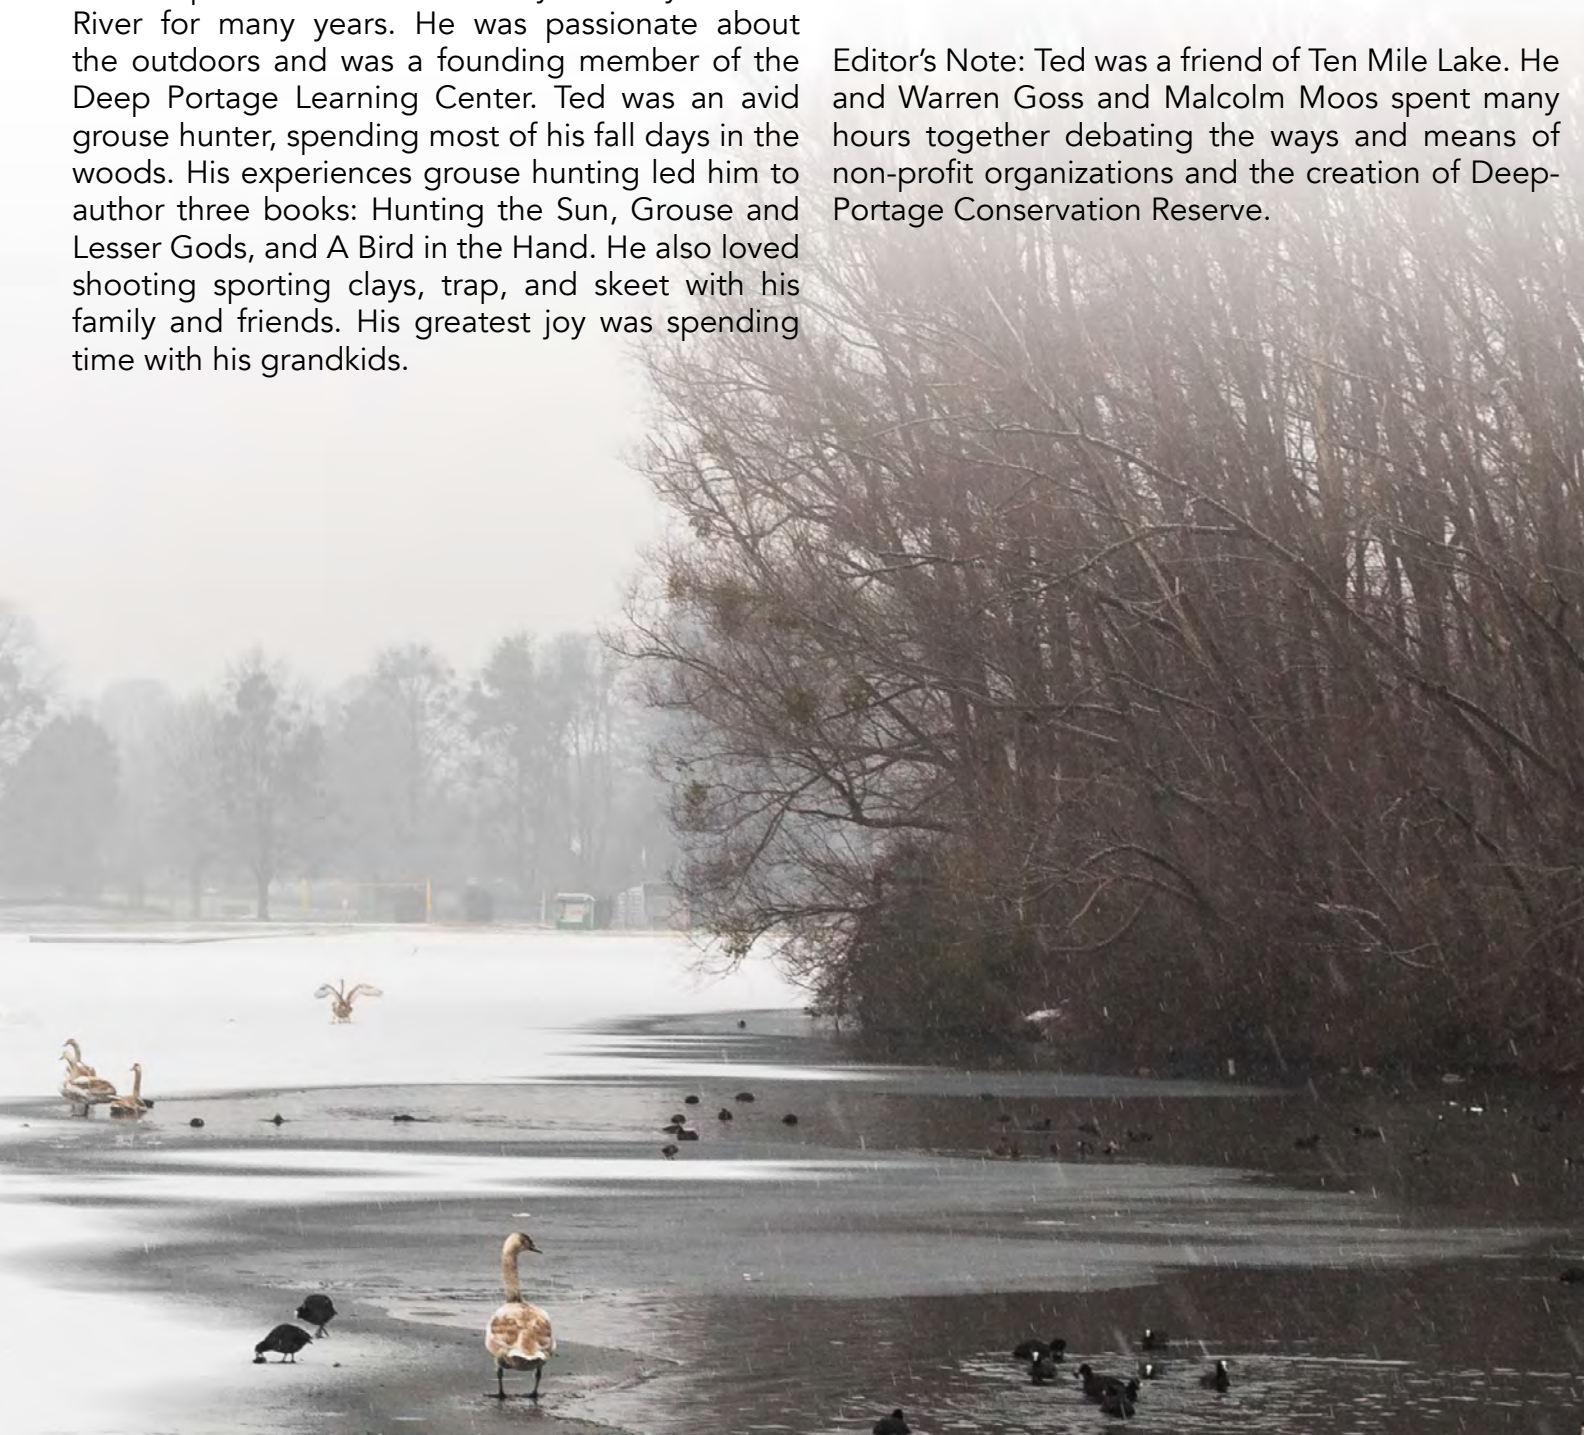 River for many years. He was passionate about
the outdoors and was a founding member of the
Deep Portage Learning Center. Ted was an avid
grouse hunter, spending most of his fall days in the
woods. His experiences grouse hunting led him to
author three books: Hunting the Sun, Grouse and
Lesser Gods, and A Bird in the Hand. He also loved
shooting sporting clays, trap, and skeet with his
family and friends. His greatest joy was spending
time with his grandkids.
Editor's Note: Ted was a friend of Ten Mile Lake. He
and Warren Goss and Malcolm Moos spent many
hours together debating the ways and means of
non-profit organizations and the creation of Deep-
Portage Conservation Reserve.